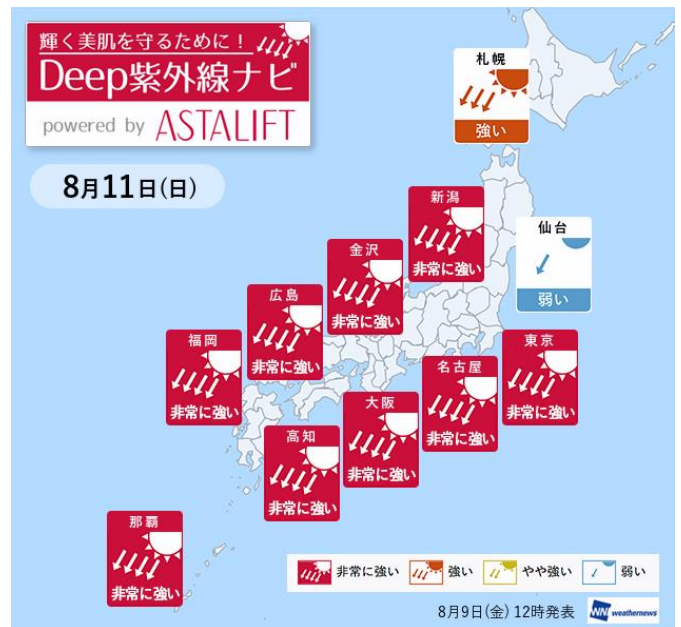 輝く美肌を守るために！
Deep紫外線ナビ
powered by ASTALIFT
8月11日(日)
札幌
強い
新潟
非常に強い
仙台
弱い
金沢
非常に強い
広島
非常に強い
福岡
非常に強い
東京
非常に強い
名古屋
非常に強い
大阪
非常に強い
高知
非常に強い
那覇
非常に強い
非常に強い 強い やや強い 弱い
8月9日(金) 12時発表 WN weathernews